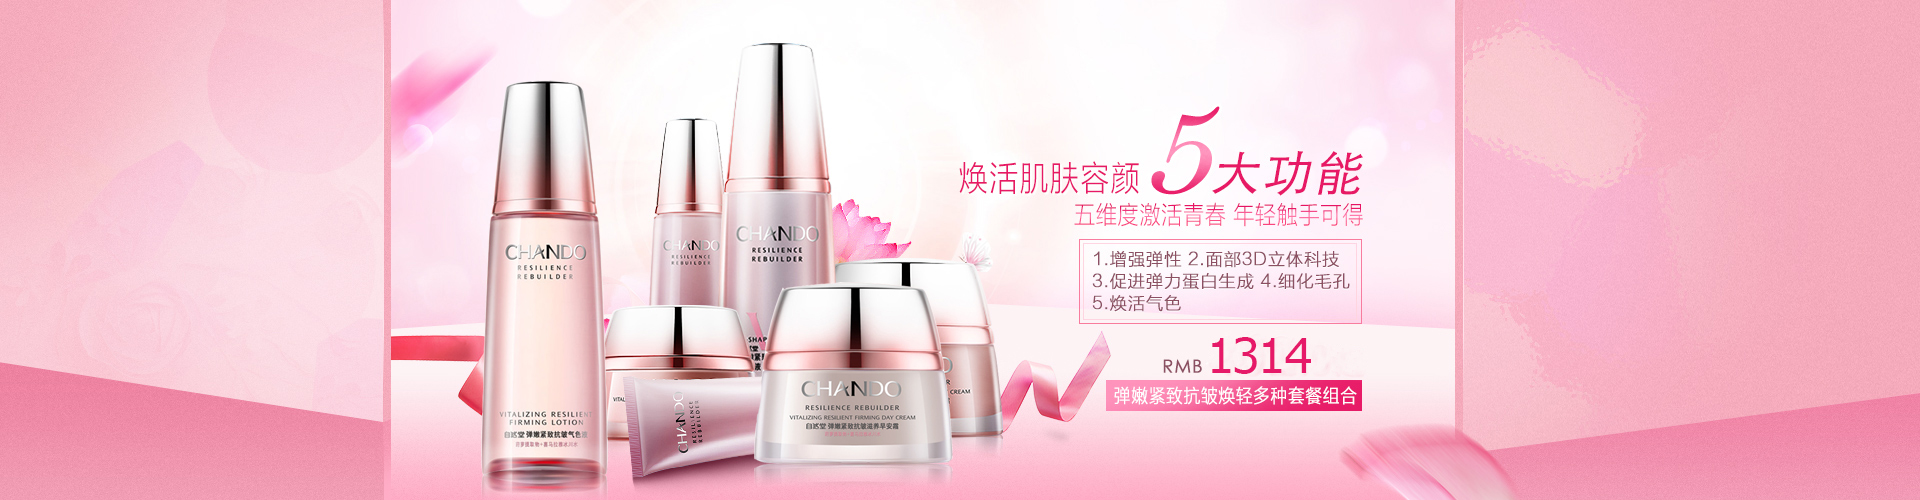 焕活肌肤容颜 5大功能
五维度激活青春 年轻触手可得
1.增强弹性 2.面部3D立体科技
3.促进弹力蛋白生成 4.细化毛孔
5.焕活气色
RMB 1314
弹嫩紧致抗皱焕轻多种套餐组合
CHANDO
RESILIENCE
REBUILDER
VITALIZING RESILIENT
FIRMING LOTION
自然堂 弹嫩紧致抗皱气色液
CHANDO
RESILIENCE
REBUILDER
CHANDO
RESILIENCE
REBUILDER
CHANDO
RESILIENCE
REBUILDER
CHANDO
RESILIENCE REBUILDER
VITALIZING RESILIENT FIRMING DAY CREAM
自然堂 弹嫩紧致抗皱滋养早安霜
CREAM